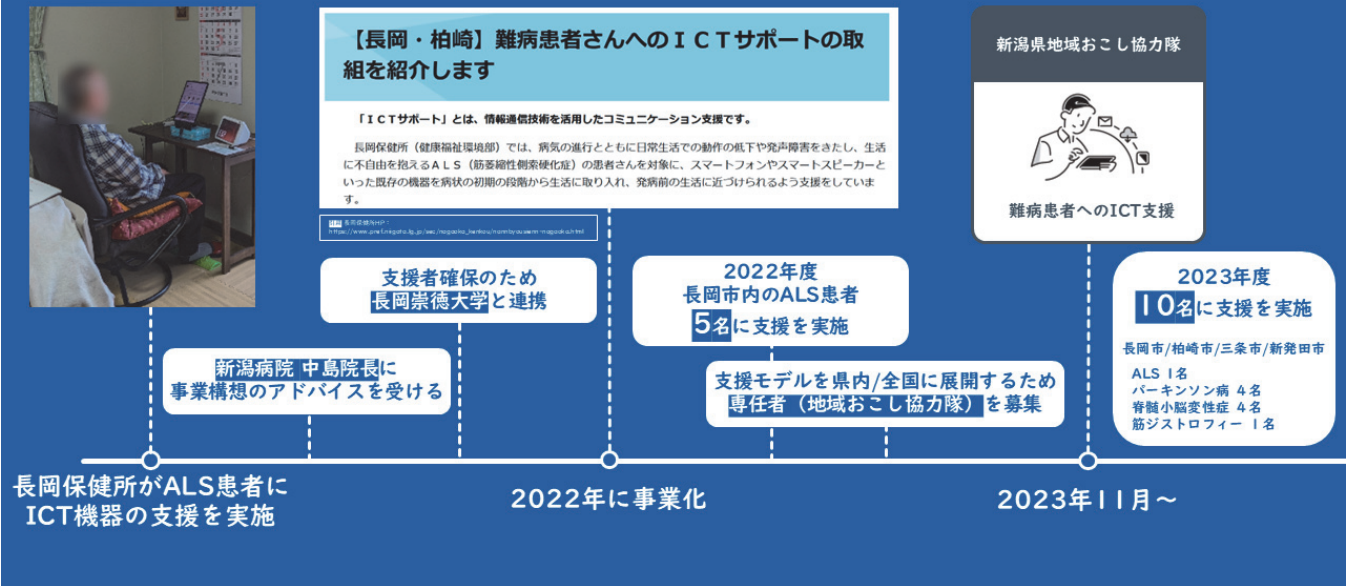 【長岡・柏崎】難病患者さんへのICTサポートの取
組を紹介します
「ICTサポート」とは、情報通信技術を活用したコミュニケーション支援です。
長岡保健所（健康福祉環境部）では、病気の進行とともに日常生活での動作の低下や発声障害をきたし、生活
に不自由を抱えるALS（筋萎縮性側索硬化症）の患者さんを対象に、スマートフォンやスマートスピーカーと
いった既存の機器を病状の初期の段階から生活に取り入れ、発病前の生活に近づけられるよう支援をしていま
す。
引用 長岡保健所HP：
新潟県地域おこし協力隊
難病患者へのICT支援
支援者確保のため
長岡崇徳大学と連携
2022年度
長岡市内のALS患者
5名に支援を実施
2023年度
10名に支援を実施
長岡市/柏崎市/三条市/新発田市
ALS 1名
パーキンソン病 4名
脊髄小脳変性症 4名
筋ジストロフィー 1名
新潟病院 中島院長に
事業構想のアドバイスを受ける
支援モデルを県内/全国に展開するため
専任者（地域おこし協力隊）を募集
長岡保健所がALS患者に
ICT機器の支援を実施
2022年に事業化
2023年11月～